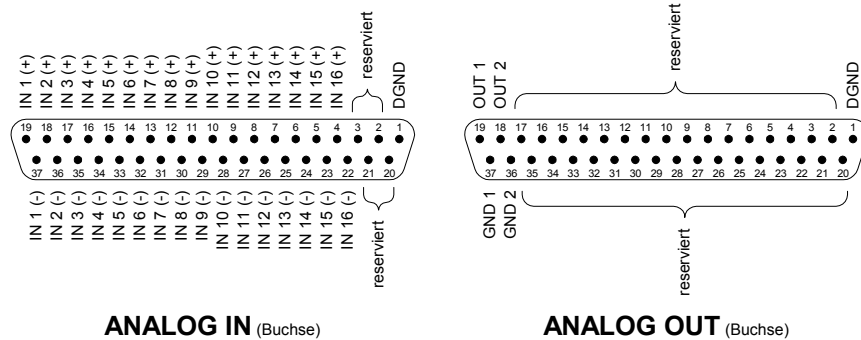 IN 1 (+)
IN 2 (+)
IN 3 (+)
IN 4 (+)
IN 5 (+)
IN 6 (+)
IN 7 (+)
IN 8 (+)
IN 9 (+)
IN 10 (+)
IN 11 (+)
IN 12 (+)
IN 13 (+)
IN 14 (+)
IN 15 (+)
IN 16 (+)
reserviert
DGND
19 18 17 16 15 14 13 12 11 10 9 8 7 6 5 4 3 2 1
37 36 35 34 33 32 31 30 29 28 27 26 25 24 23 22 21 20
IN 1 (-)
IN 2 (-)
IN 3 (-)
IN 4 (-)
IN 5 (-)
IN 6 (-)
IN 7 (-)
IN 8 (-)
IN 9 (-)
IN 10 (-)
IN 11 (-)
IN 12 (-)
IN 13 (-)
IN 14 (-)
IN 15 (-)
IN 16 (-)
reserviert
ANALOG IN (Buchse)
OUT 1
OUT 2
reserviert
DGND
19 18 17 16 15 14 13 12 11 10 9 8 7 6 5 4 3 2 1
37 36 35 34 33 32 31 30 29 28 27 26 25 24 23 22 21 20
GND 1
GND 2
reserviert
ANALOG OUT (Buchse)